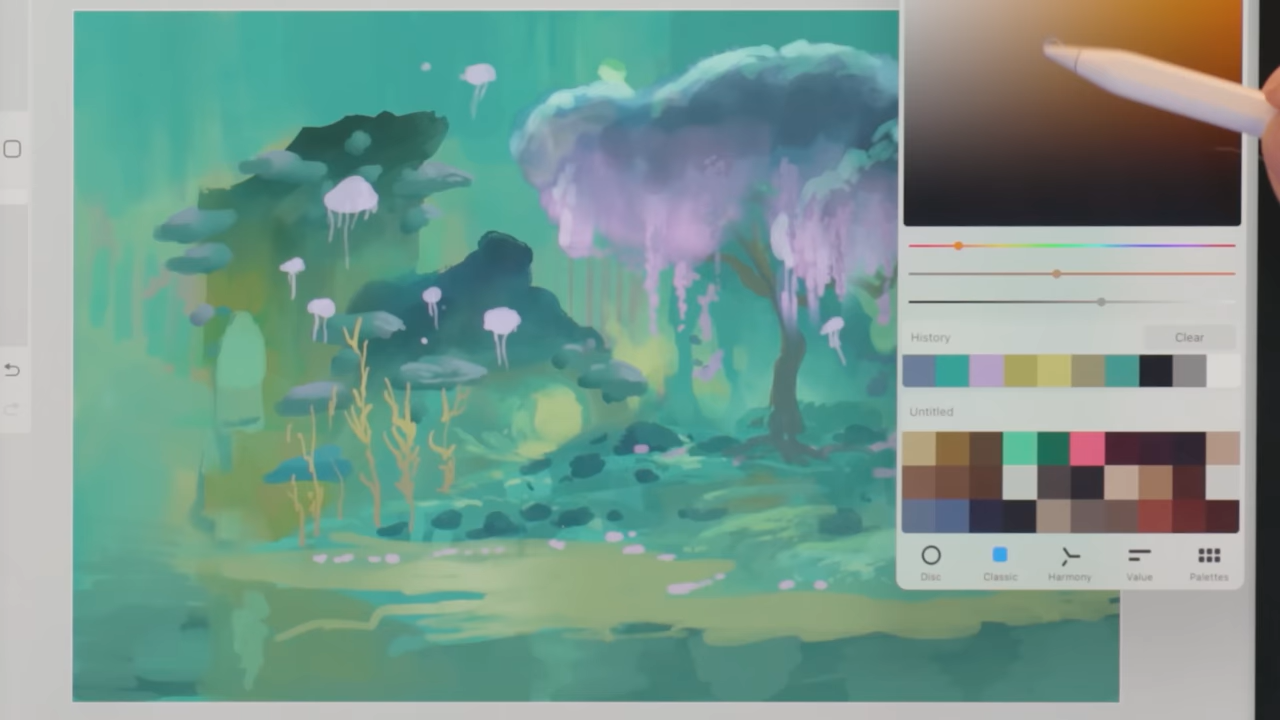 History
Clear
Untitled
Disc
Classic
Harmony
Value
Palettes